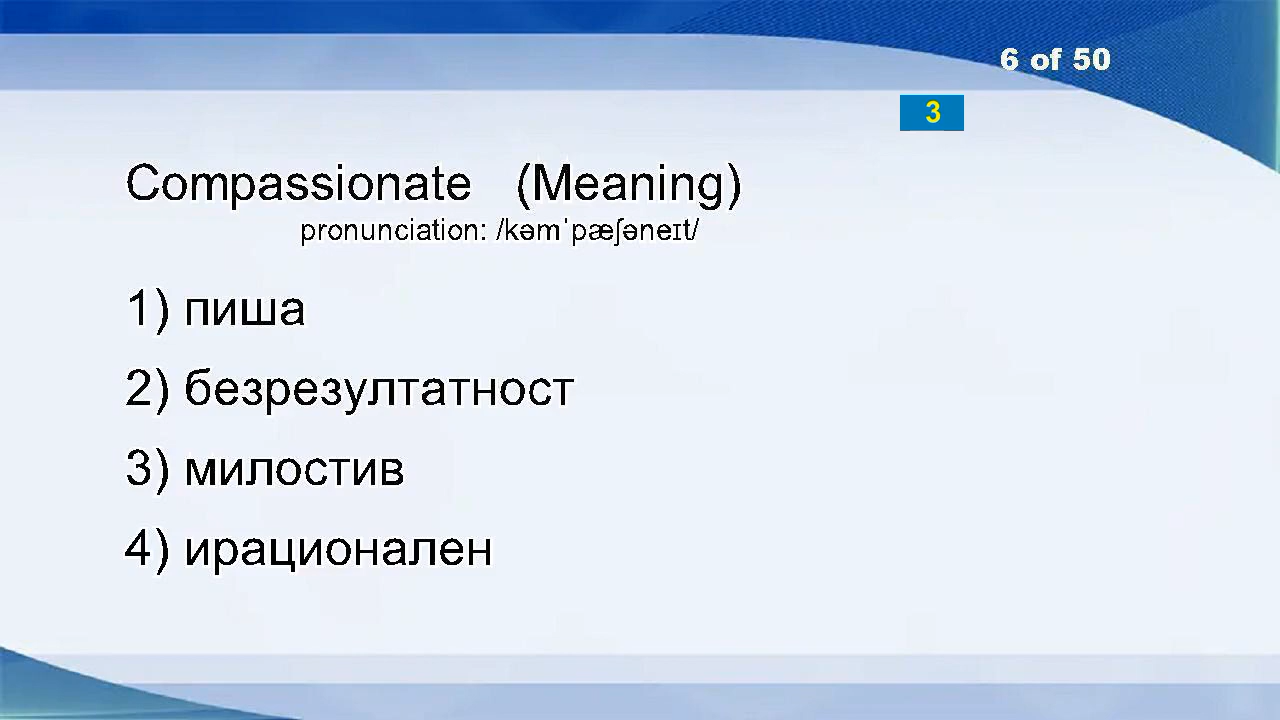 6 of 50
3
Compassionate (Meaning)
pronunciation: /kəmˈpæʃəneɪt/
1) пиша
2) безрезултатност
3) милостив
4) ирационален